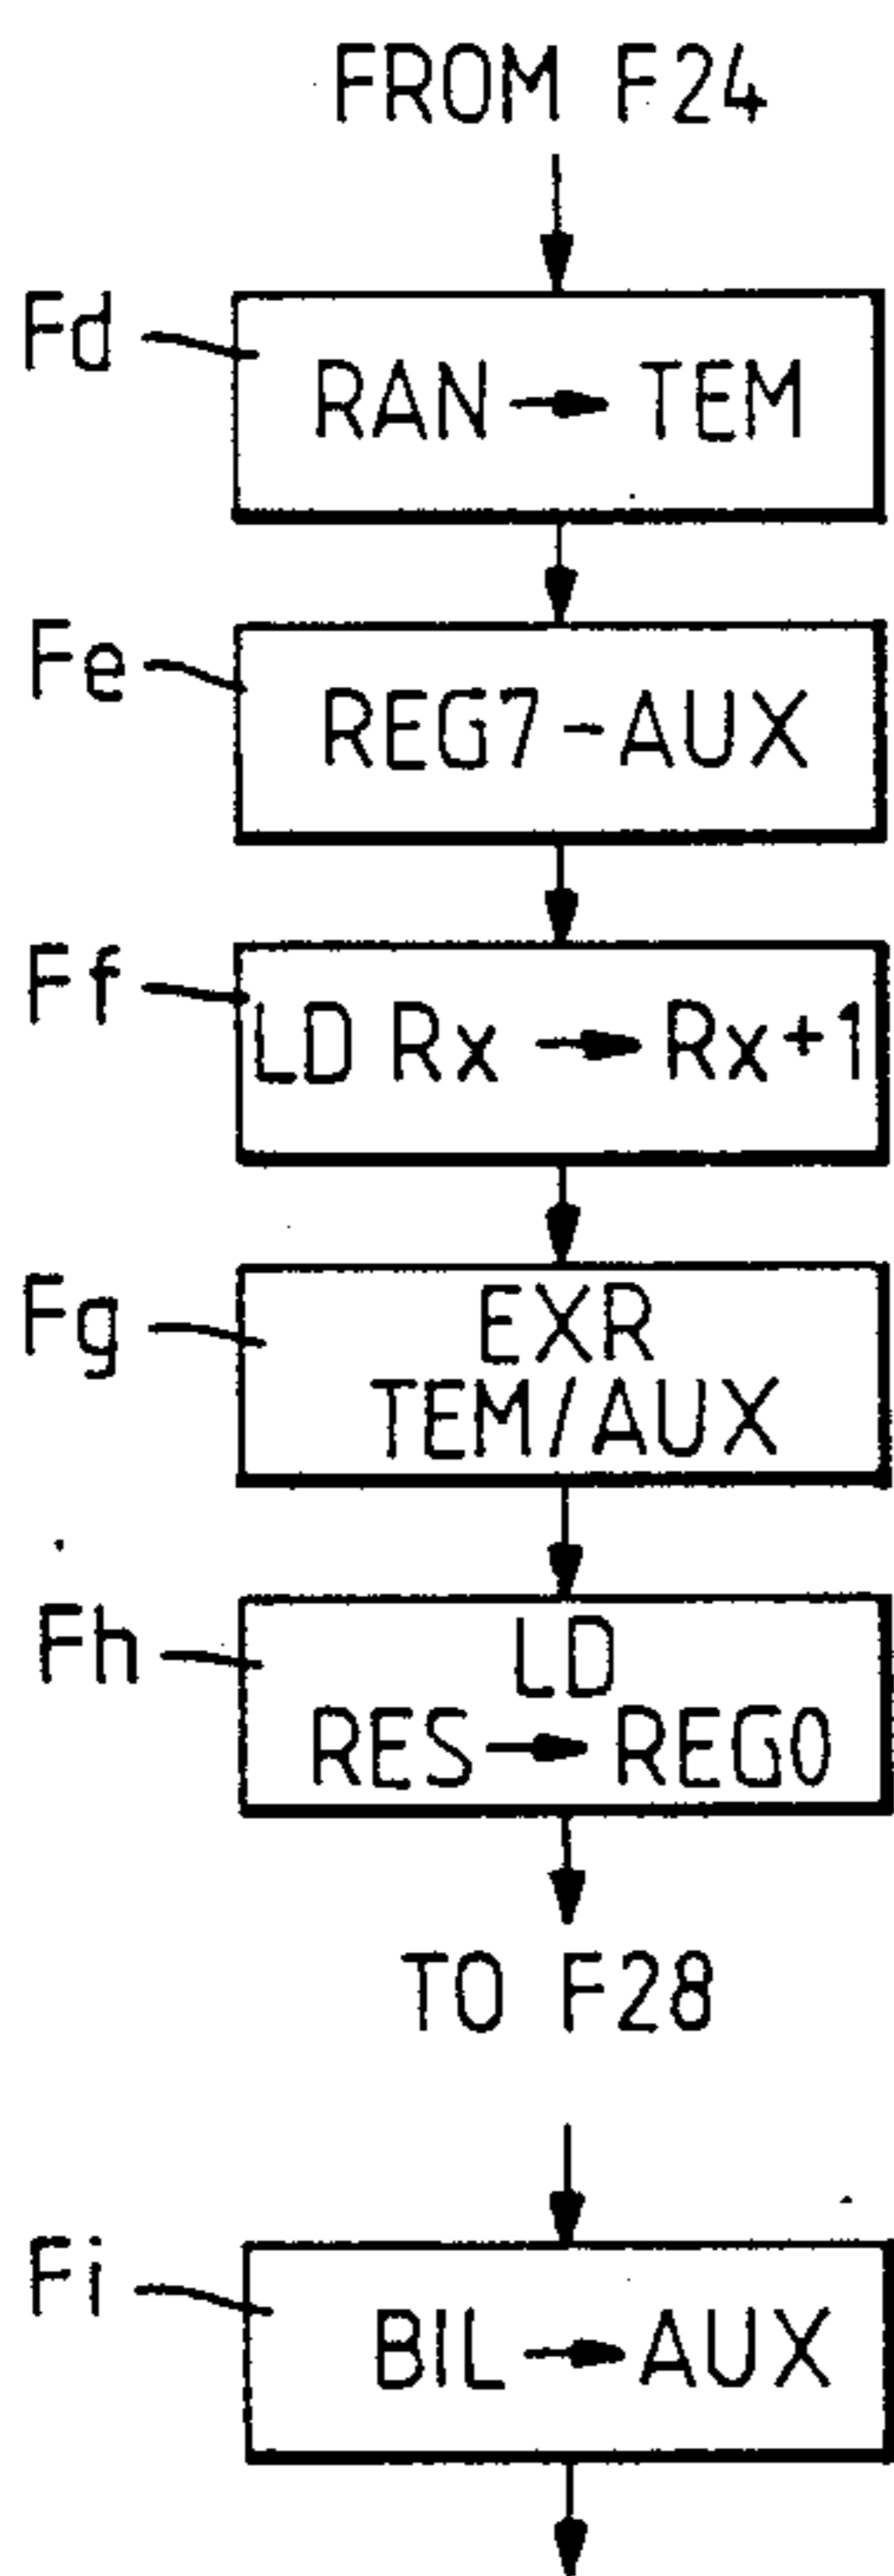 FROM F24
Fd
RAN → TEM
Fe
REG7-AUX
Ff
LD Rx → Rx+1
Fg
EXR
TEM/AUX
Fh
LD
RES → REG0
TO F28
Fi
BIL → AUX